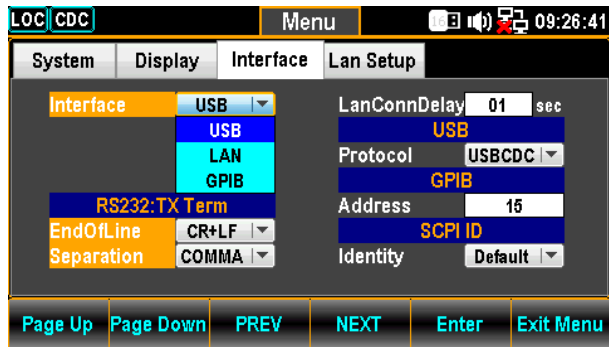 LOC CDC Menu 16 09:26:41
System Display Interface Lan Setup
Interface USB
USB
LAN
GPIB
RS232:TX Term
EndOfLine CR+LF
Separation COMMA
LanConnDelay 01 sec
USB
Protocol USBCDC
GPIB
Address 15
SCPI ID
Identity Default
Page Up Page Down PREV NEXT Enter Exit Menu